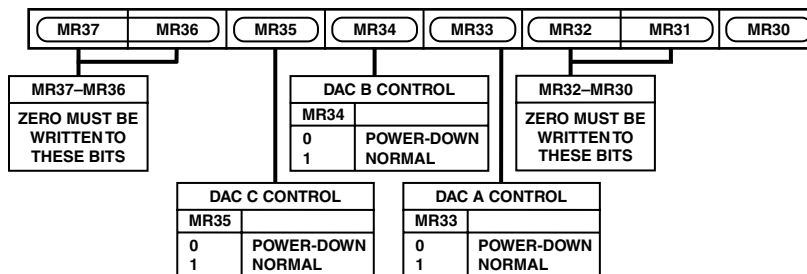 MR37 MR36 MR35 MR34 MR33 MR32 MR31 MR30
MR37–MR36
ZERO MUST BE
WRITTEN TO
THESE BITS
DAC B CONTROL
MR34
0 POWER-DOWN
1 NORMAL
MR32–MR30
ZERO MUST BE
WRITTEN TO
THESE BITS
DAC C CONTROL
MR35
0 POWER-DOWN
1 NORMAL
DAC A CONTROL
MR33
0 POWER-DOWN
1 NORMAL